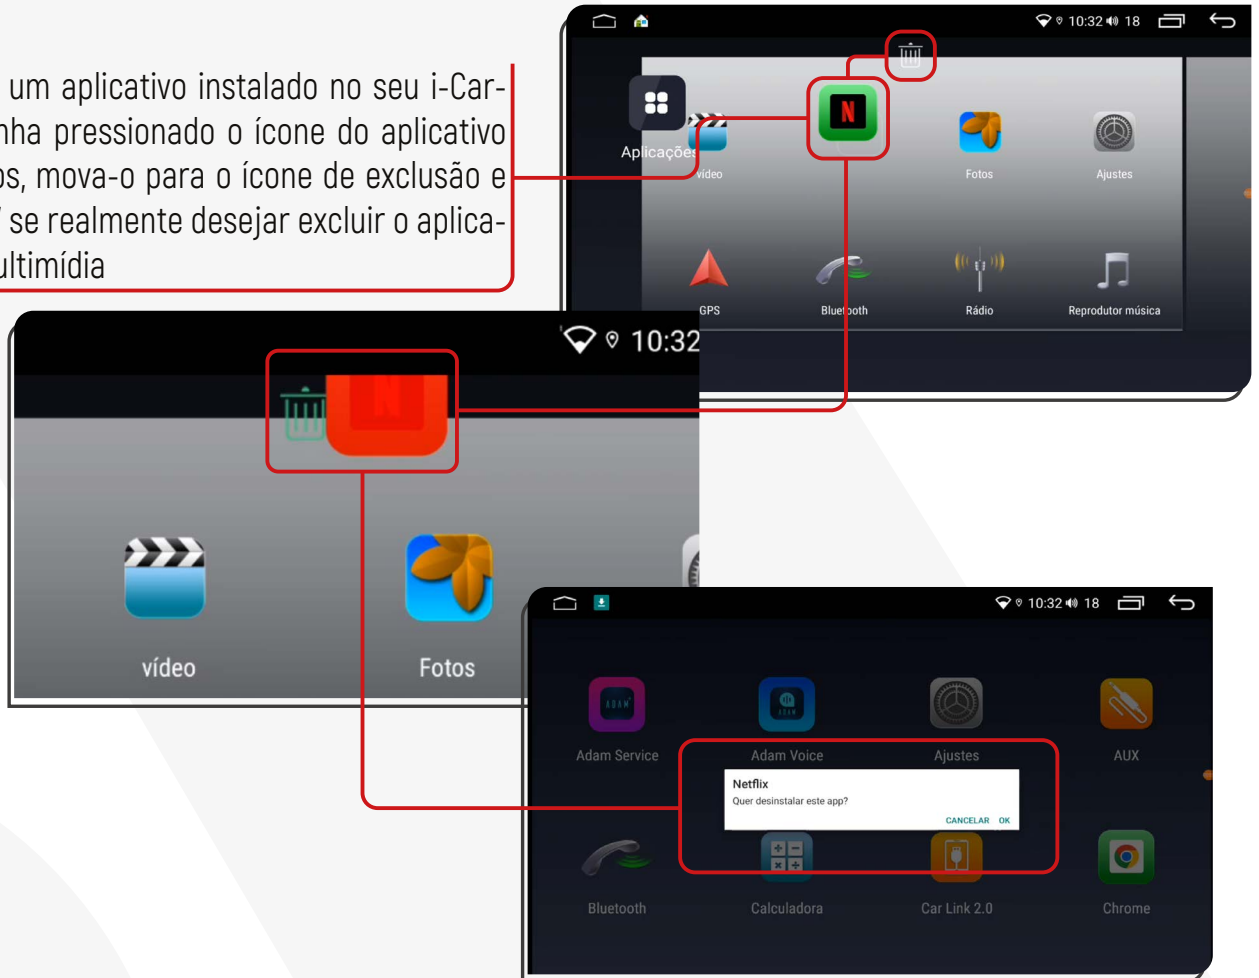 um aplicativo instalado no seu i-Car-
nha pressionado o ícone do aplicativo
os, mova-o para o ícone de exclusão e
se realmente desejar excluir o aplica-
ultimídia
10:32 18
Aplicações
vídeo
Fotos
Ajustes
GPS
Bluetooth
Rádio
Reprodutor música
10:32
vídeo
Fotos
10:32 18
ADAM
ADAM
Adam Service
Adam Voice
Ajustes
AUX
Netflix
Quer desinstalar este app?
CANCELAR OK
Bluetooth
Calculadora
Car Link 2.0
Chrome